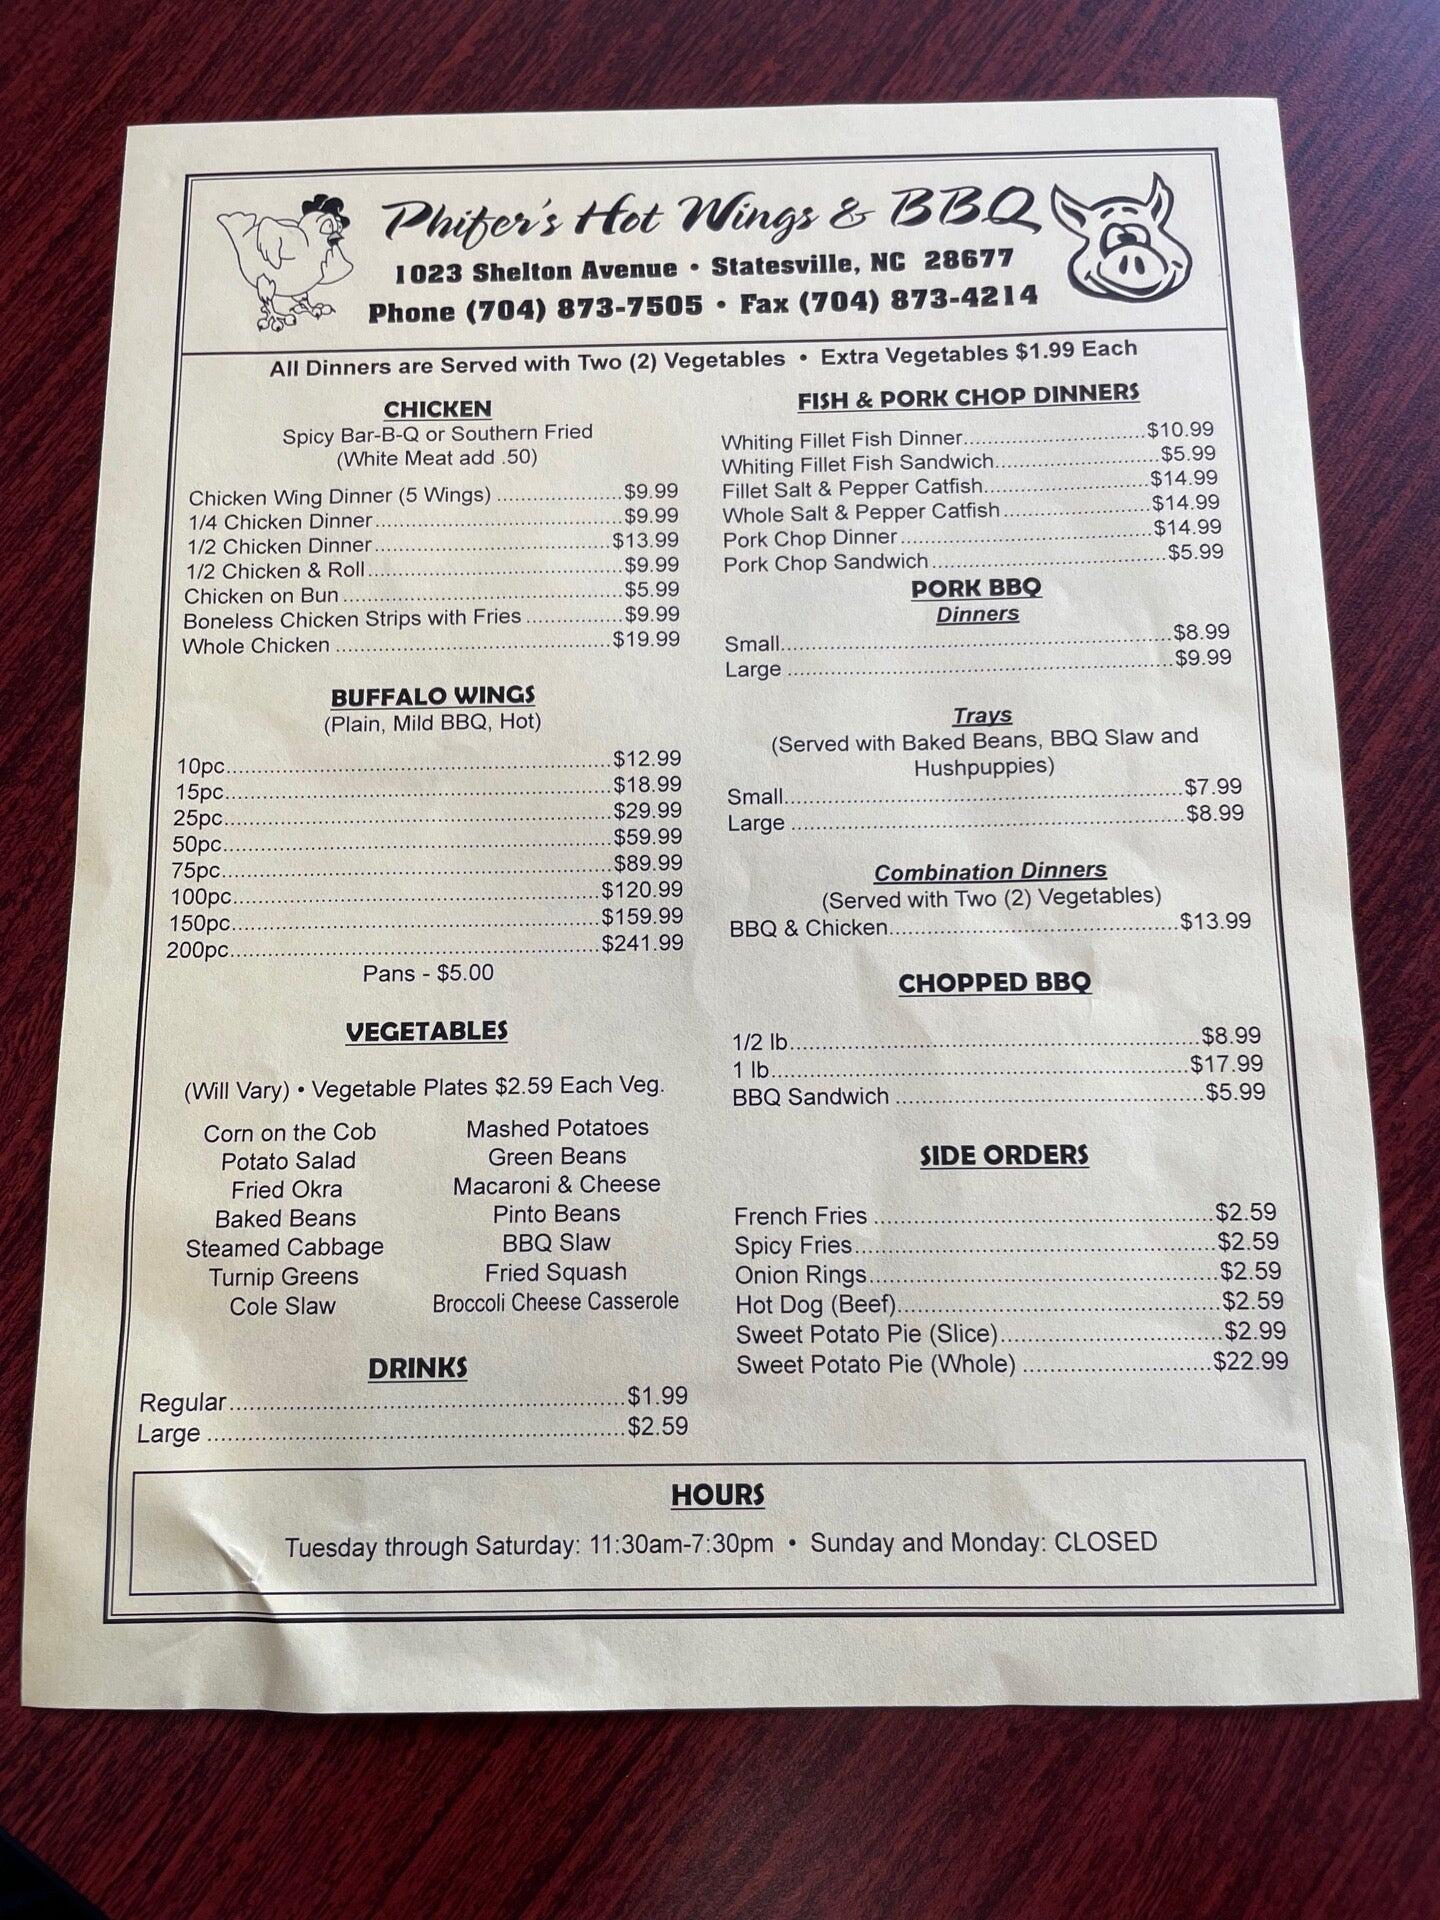 Phifer's Hot Wings & BBQ
1023 Shelton Avenue • Statesville, NC 28677
Phone (704) 873-7505 • Fax (704) 873-4214
All Dinners are Served with Two (2) Vegetables • Extra Vegetables $1.99 Each
CHICKEN
Spicy Bar-B-Q or Southern Fried
(White Meat add .50)
Chicken Wing Dinner (5 Wings) $9.99
1/4 Chicken Dinner $9.99
1/2 Chicken Dinner $13.99
1/2 Chicken & Roll $9.99
Chicken on Bun $5.99
Boneless Chicken Strips with Fries $9.99
Whole Chicken $19.99
BUFFALO WINGS
(Plain, Mild BBQ, Hot)
10pc $12.99
15pc $18.99
25pc $29.99
50pc $59.99
75pc $89.99
100pc $120.99
150pc $159.99
200pc $241.99
Pans - $5.00
VEGETABLES
(Will Vary) • Vegetable Plates $2.59 Each Veg.
Corn on the Cob
Potato Salad
Fried Okra
Baked Beans
Steamed Cabbage
Turnip Greens
Cole Slaw
Mashed Potatoes
Green Beans
Macaroni & Cheese
Pinto Beans
BBQ Slaw
Fried Squash
Broccoli Cheese Casserole
DRINKS
Regular $1.99
Large $2.59
FISH & PORK CHOP DINNERS
Whiting Fillet Fish Dinner $10.99
Whiting Fillet Fish Sandwich $5.99
Fillet Salt & Pepper Catfish $14.99
Whole Salt & Pepper Catfish $14.99
Pork Chop Dinner $14.99
Pork Chop Sandwich $5.99
PORK BBQ
Dinners
Small $8.99
Large $9.99
Trays
(Served with Baked Beans, BBQ Slaw and
Hushpuppies)
Small $7.99
Large $8.99
Combination Dinners
(Served with Two (2) Vegetables)
BBQ & Chicken $13.99
CHOPPED BBQ
1/2 lb $8.99
1 lb $17.99
BBQ Sandwich $5.99
SIDE ORDERS
French Fries $2.59
Spicy Fries $2.59
Onion Rings $2.59
Hot Dog (Beef) $2.59
Sweet Potato Pie (Slice) $2.99
Sweet Potato Pie (Whole) $22.99
HOURS
Tuesday through Saturday: 11:30am-7:30pm • Sunday and Monday: CLOSED